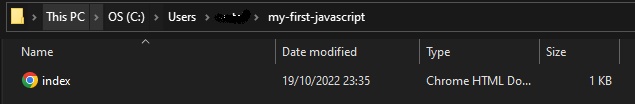 This PC > OS (C:) > Users > > my-first-javascript
Name Date modified Type Size
index 19/10/2022 23:35 Chrome HTML Do... 1 KB